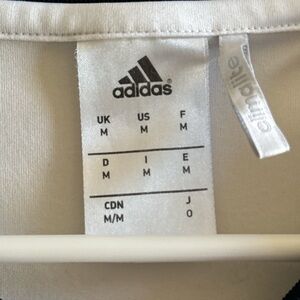 adidas®
UK US F
M M M
D I E
M M M
CDN J
M/M O
climalite